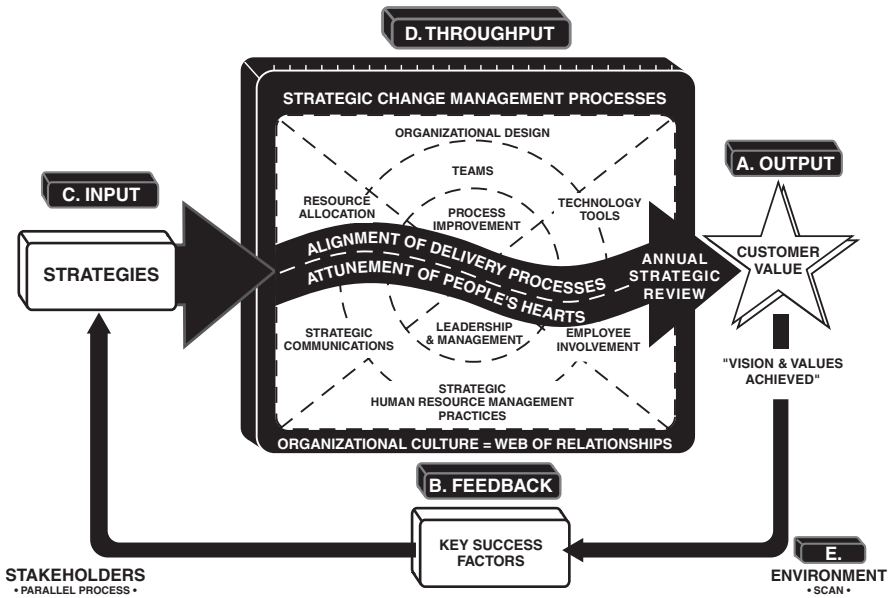 D. THROUGHPUT
STRATEGIC CHANGE MANAGEMENT PROCESSES
ORGANIZATIONAL DESIGN
TEAMS
RESOURCE
ALLOCATION
PROCESS
IMPROVEMENT
TECHNOLOGY
TOOLS
A. OUTPUT
C. INPUT
STRATEGIES
ALIGNMENT OF DELIVERY PROCESSES
ATTUNEMENT OF PEOPLE'S HEARTS
ANNUAL
STRATEGIC
REVIEW
CUSTOMER
VALUE
STRATEGIC
COMMUNICATIONS
LEADERSHIP
& MANAGEMENT
EMPLOYEE
INVOLVEMENT
"VISION & VALUES
ACHIEVED"
STRATEGIC
HUMAN RESOURCE MANAGEMENT
PRACTICES
ORGANIZATIONAL CULTURE = WEB OF RELATIONSHIPS
B. FEEDBACK
KEY SUCCESS
FACTORS
STAKEHOLDERS
• PARALLEL PROCESS •
E.
ENVIRONMENT
• SCAN •